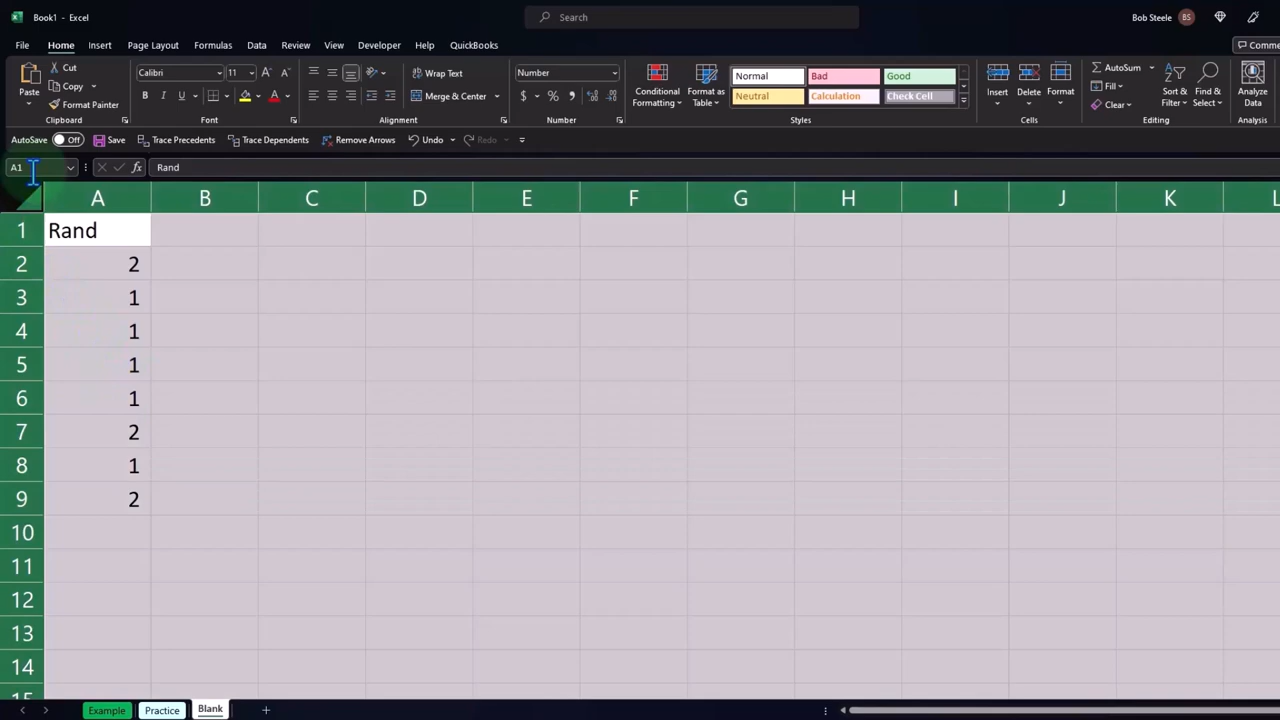 Book1 - Excel
Search
Bob Steele BS
File Home Insert Page Layout Formulas Data Review View Developer Help QuickBooks
Paste
Cut
Copy
Format Painter
Clipboard
Calibri 11 A A
B I U A
Font
ab
Wrap Text
Merge & Center
Alignment
Number
$ % 9
Number
Conditional Formatting
Format as Table
Normal Bad Good
Neutral Calculation Check Cell
Styles
Insert Delete Format
Cells
AutoSum
Fill
Clear
Sort & Filter
Find & Select
Editing
Analyze Data
Analysis
Comme
AutoSave Off Save Trace Precedents Trace Dependents Remove Arrows Undo Redo
A1 fx Rand
A B C D E F G H I J K L
1 Rand
2 2
3 1
4 1
5 1
6 1
7 2
8 1
9 2
10
11
12
13
14
15
Example Practice Blank